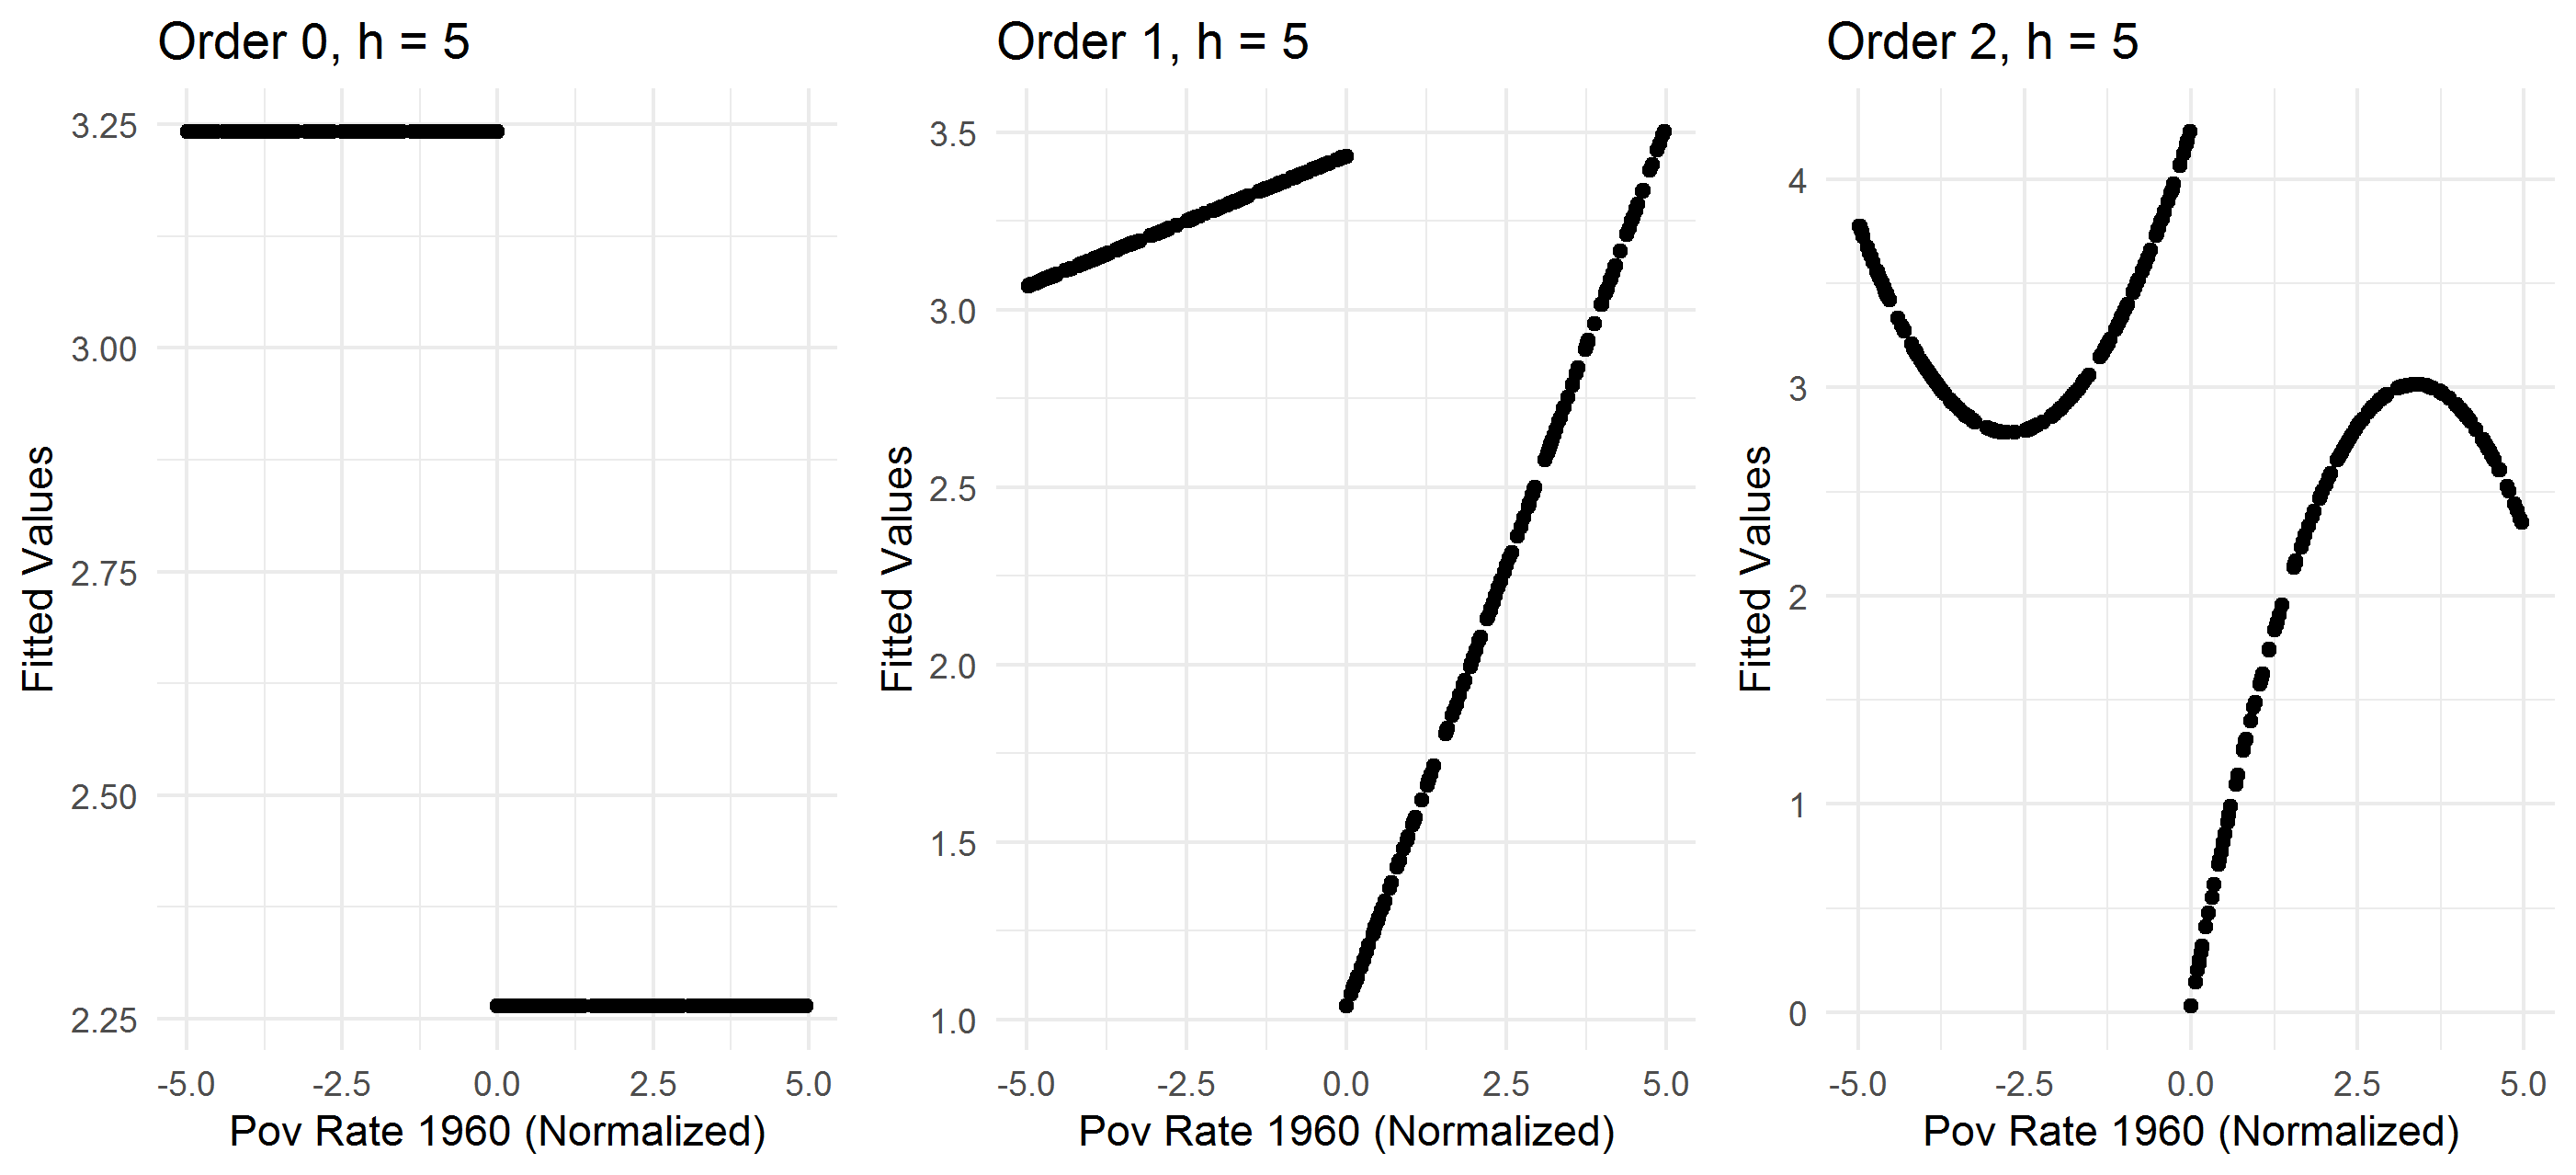 Order 0, h = 5
Fitted Values
3.25
3.00
2.75
2.50
2.25
-5.0 -2.5 0.0 2.5 5.0
Pov Rate 1960 (Normalized)
Order 1, h = 5
Fitted Values
3.5
3.0
2.5
2.0
1.5
1.0
-5.0 -2.5 0.0 2.5 5.0
Pov Rate 1960 (Normalized)
Order 2, h = 5
Fitted Values
4
3
2
1
0
-5.0 -2.5 0.0 2.5 5.0
Pov Rate 1960 (Normalized)